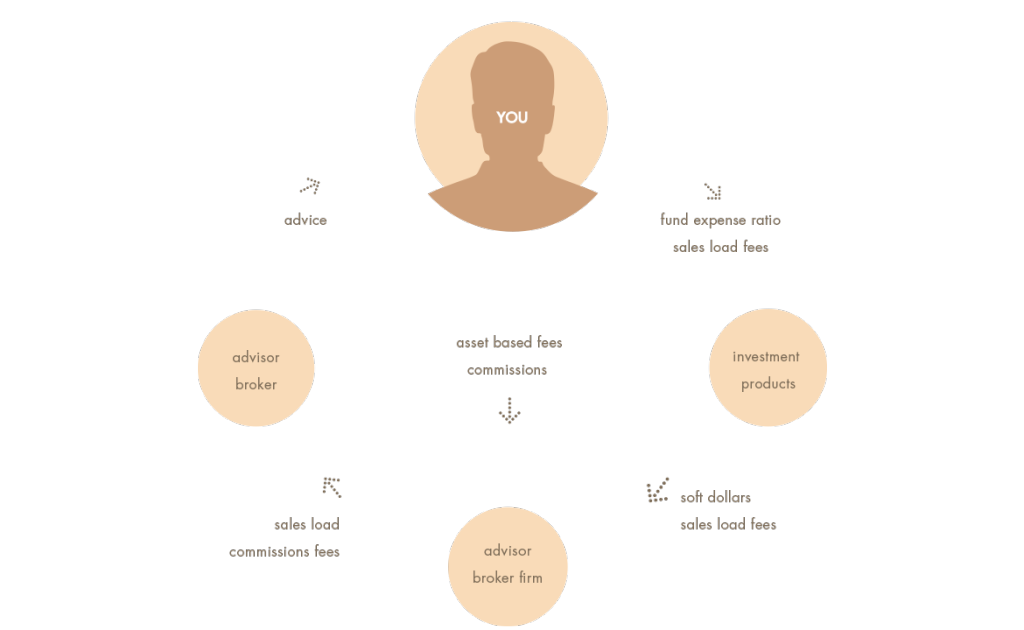 YOU
advice
fund expense ratio
sales load fees
advisor
broker
asset based fees
commissions
investment
products
sales load
commissions fees
soft dollars
sales load fees
advisor
broker firm